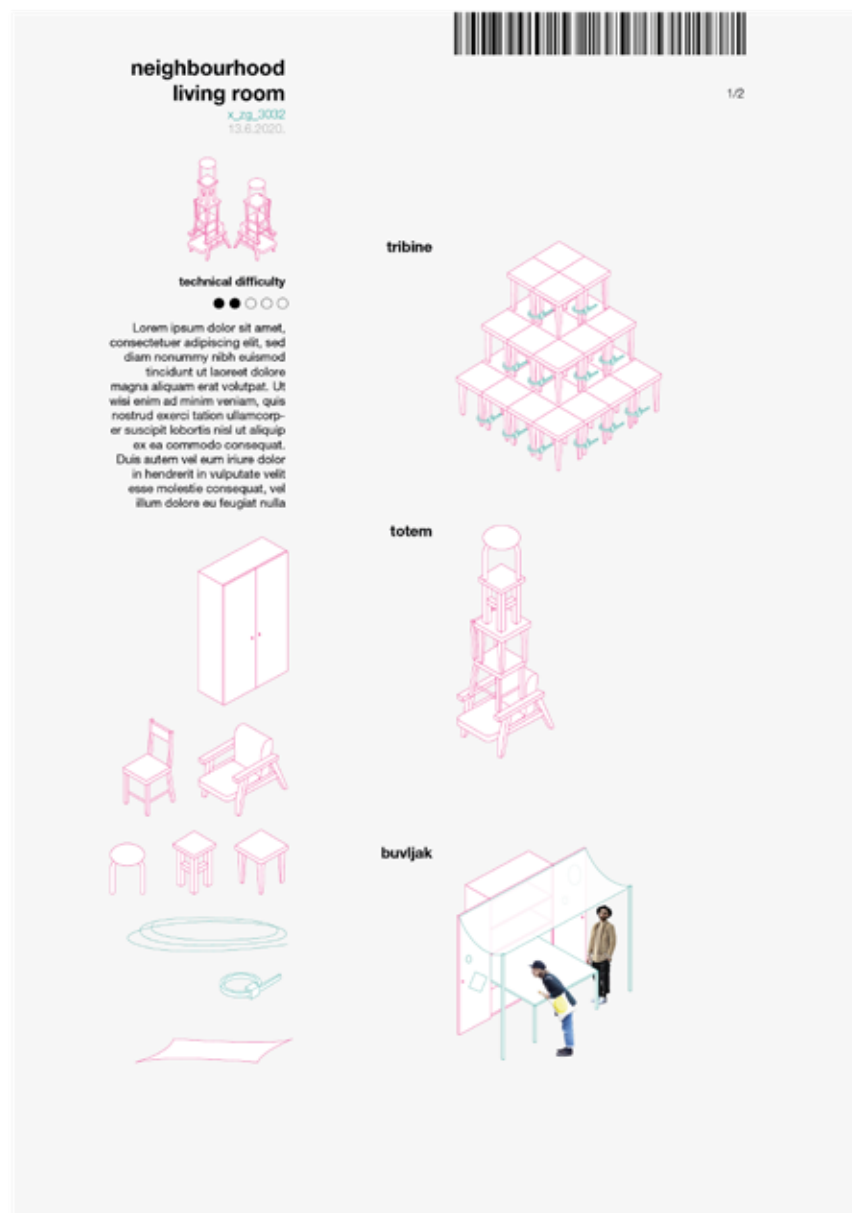 neighbourhood
living room
x_zg_3032
13.6.2020.
technical difficulty
Lorem ipsum dolor sit amet,
consectetuer adipiscing elit, sed
diam nonummy nibh euismod
tincidunt ut laoreet dolore
magna aliquam erat volutpat. Ut
wisi enim ad minim veniam, quis
nostrud exerci tation ullamcorp-
er suscipit lobortis nisl ut aliquip
ex ea commodo consequat.
Duis autem vel eum iriure dolor
in hendrerit in vulputate velit
esse molestie consequat, vel
illum dolore eu feugiat nulla
1/2
tribine
totem
buvljak